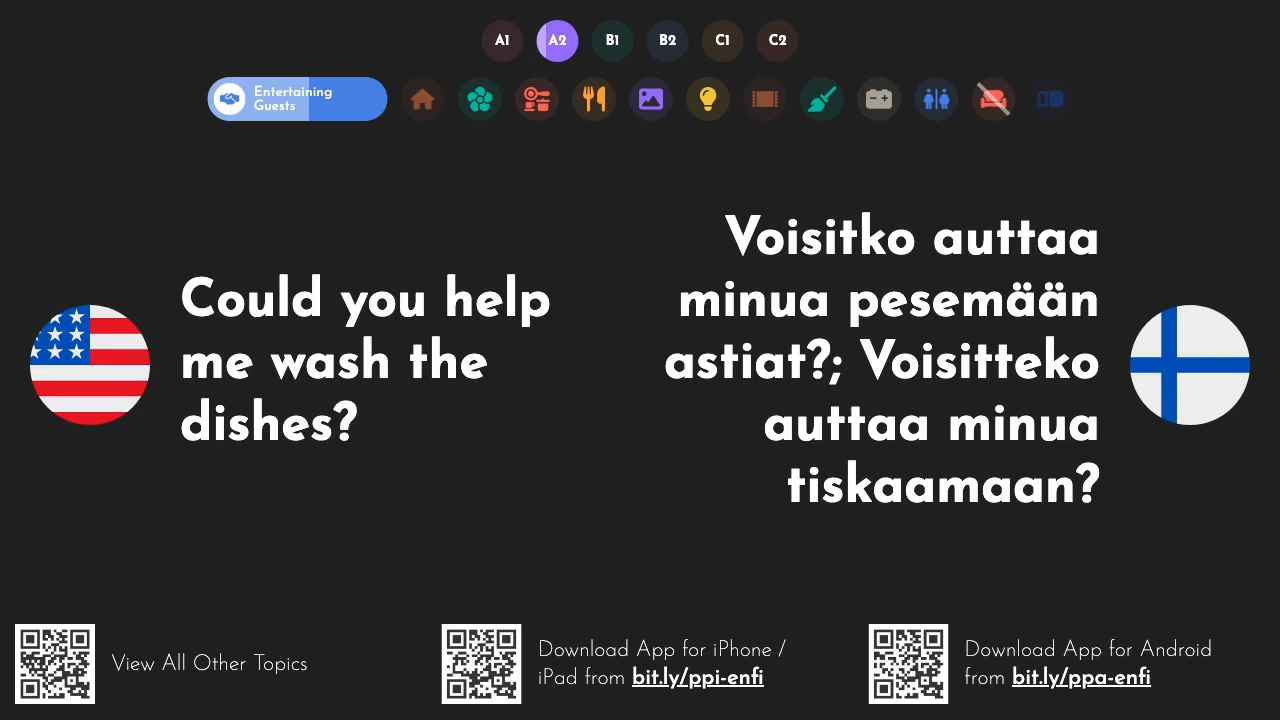 A1 A2 B1 B2 C1 C2
Entertaining
Guests
Could you help
me wash the
dishes?
Voisitko auttaa
minua pesemään
astiat?; Voisitteko
auttaa minua
tiskaamaan?
View All Other Topics
Download App for iPhone /
iPad from bit.ly/ppi-enfi
Download App for Android
from bit.ly/ppa-enfi